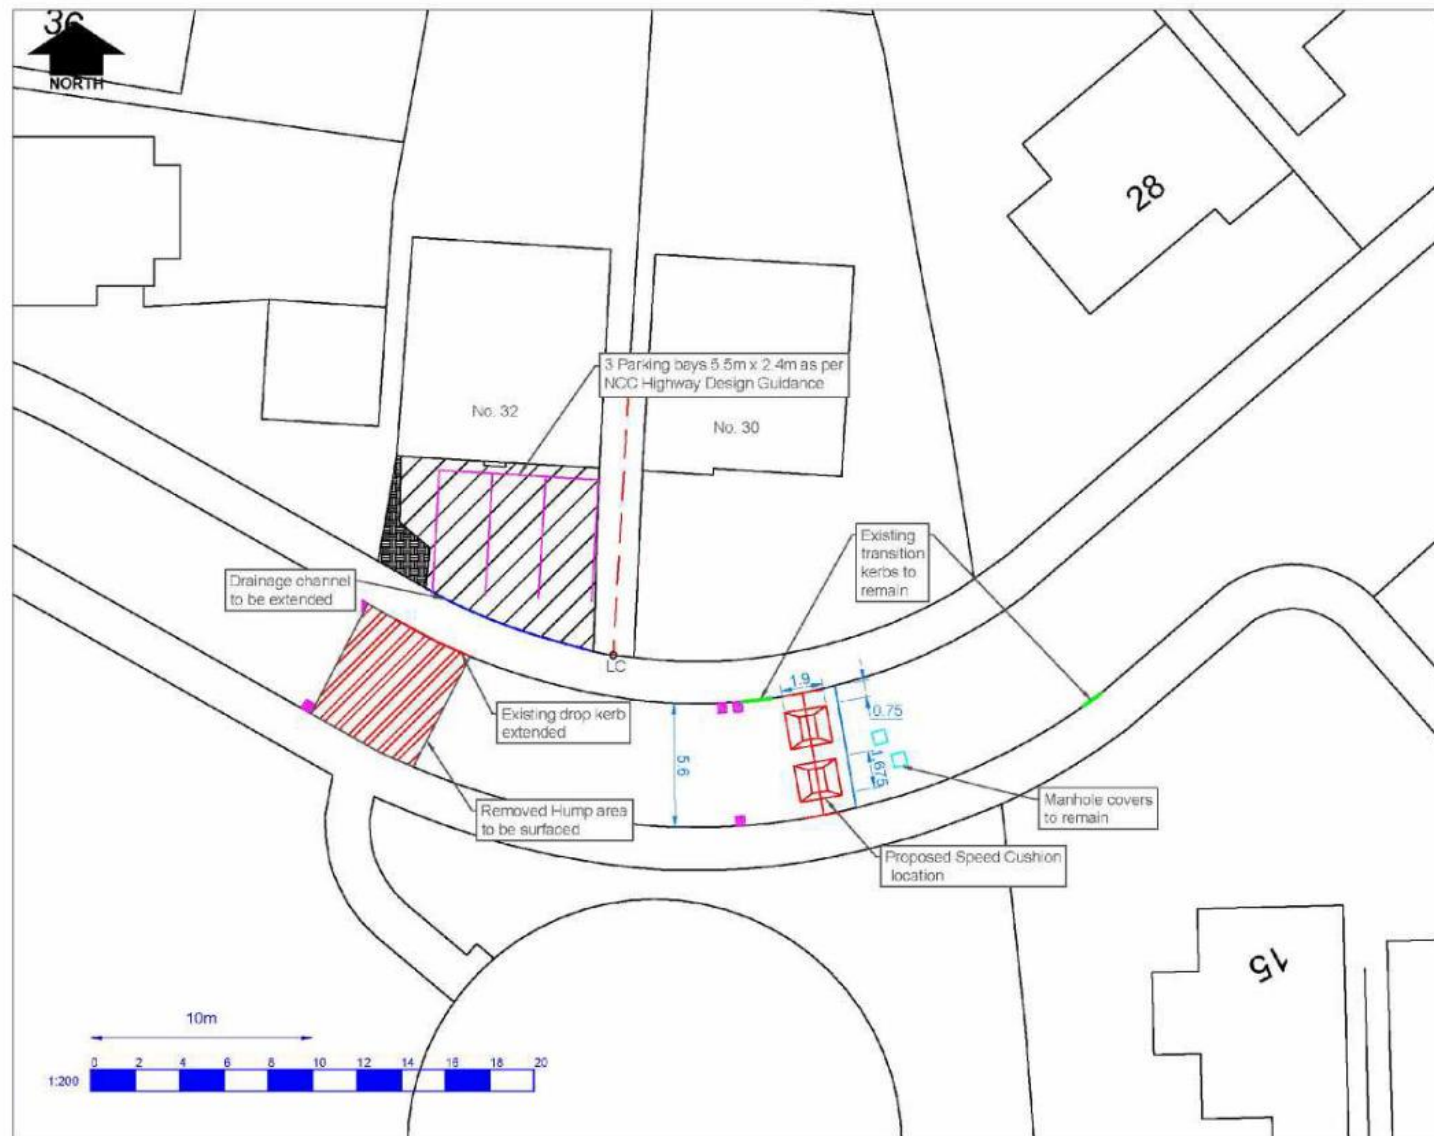 36
NORTH
28
3 Parking bays 5.5m x 2.4m as per
NCC Highway Design Guidance
No. 32
No. 30
Existing
transition
kerbs to
remain
Drainage channel
to be extended
LC
1.9
0.75
Existing drop kerb
extended
5.6
1.675
Manhole covers
to remain
Removed Hump area
to be surfaced
Proposed Speed Cushion
location
15
10m
0 2 4 6 8 10 12 14 16 18 20
1:200